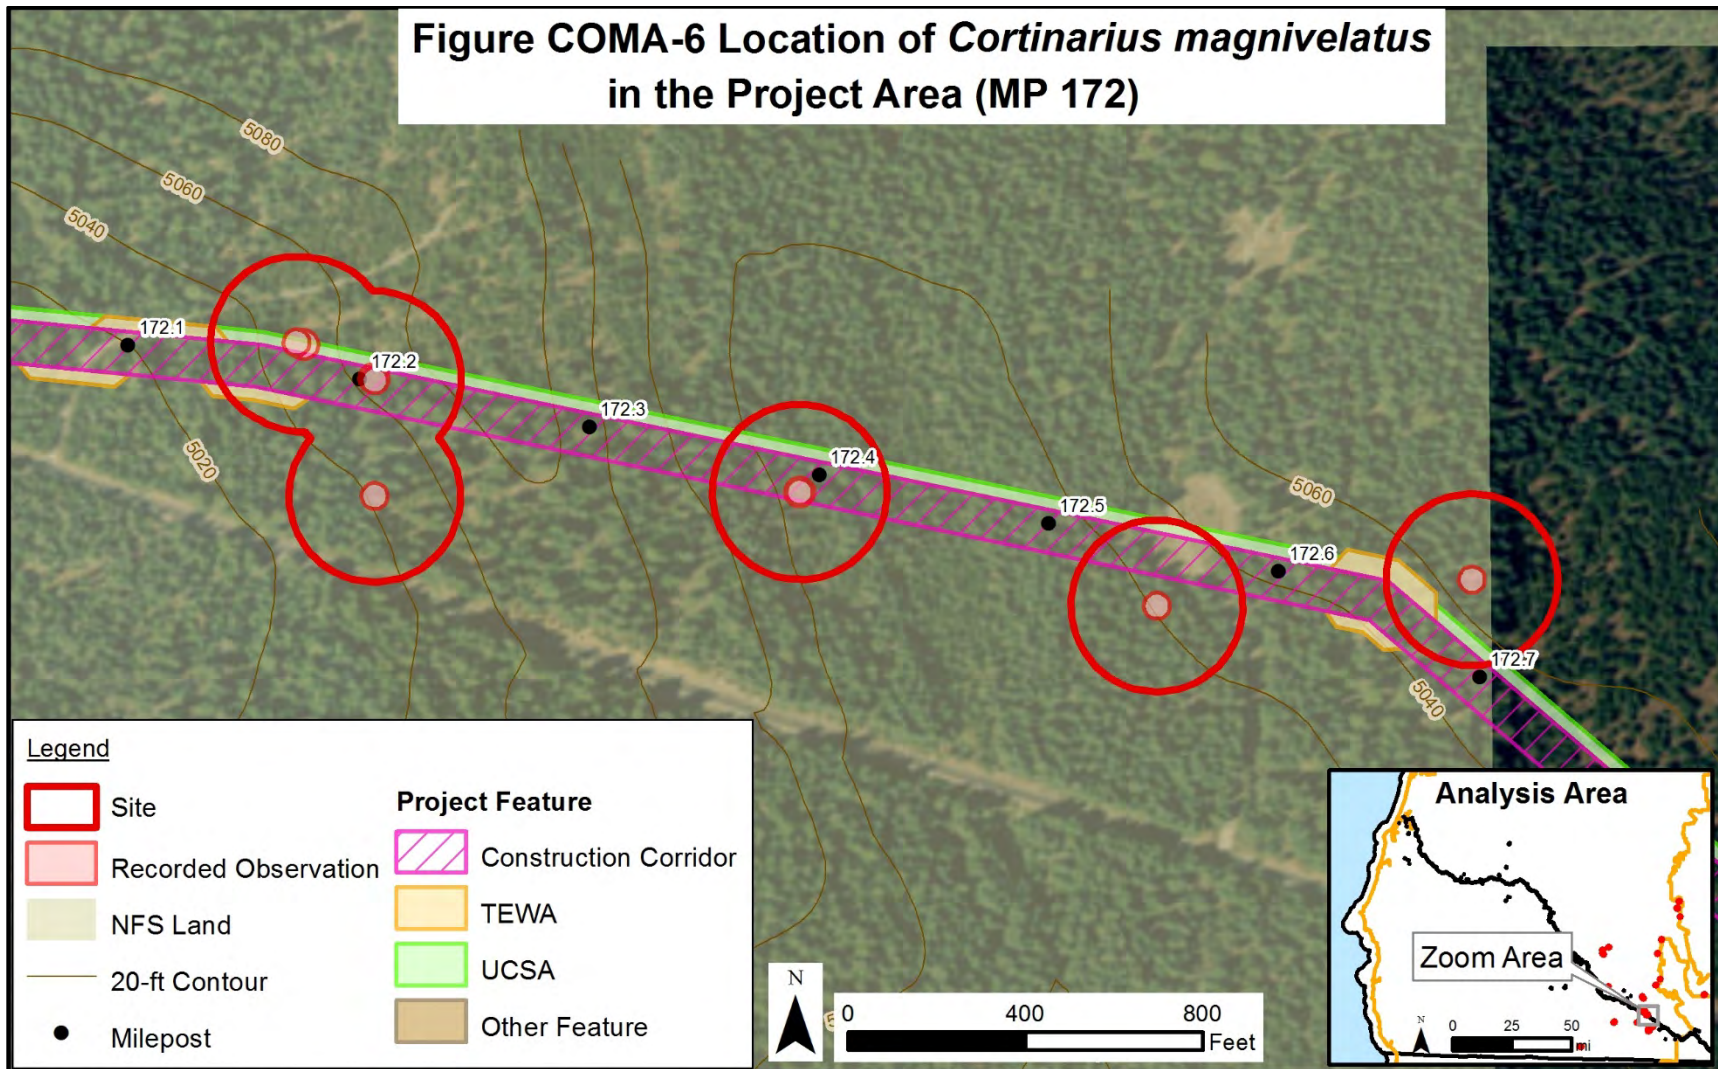 Figure COMA-6 Location of Cortinarius magnivelatus
in the Project Area (MP 172)
5080
5060
5040
172.1
172.2
172.3
5020
172.4
172.5
5060
172.6
172.7
5040
Legend
Site
Recorded Observation
NFS Land
20-ft Contour
Milepost
Project Feature
Construction Corridor
TEWA
UCSA
Other Feature
N
0 400 800
Feet
Analysis Area
Zoom Area
N
0 25 50
mi